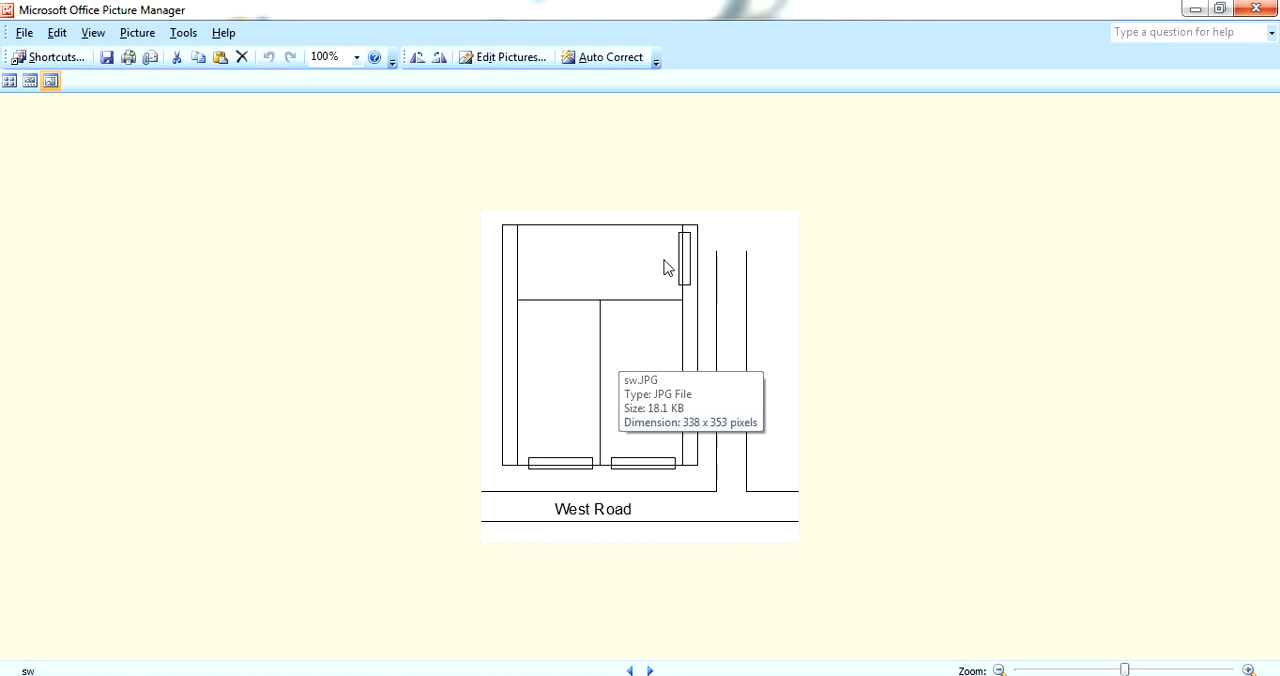 Microsoft Office Picture Manager
File Edit View Picture Tools Help
Type a question for help
Shortcuts... 100% Edit Pictures... Auto Correct
sw.JPG
Type: JPG File
Size: 18.1 KB
Dimension: 338 x 353 pixels
West Road
sw
Zoom: